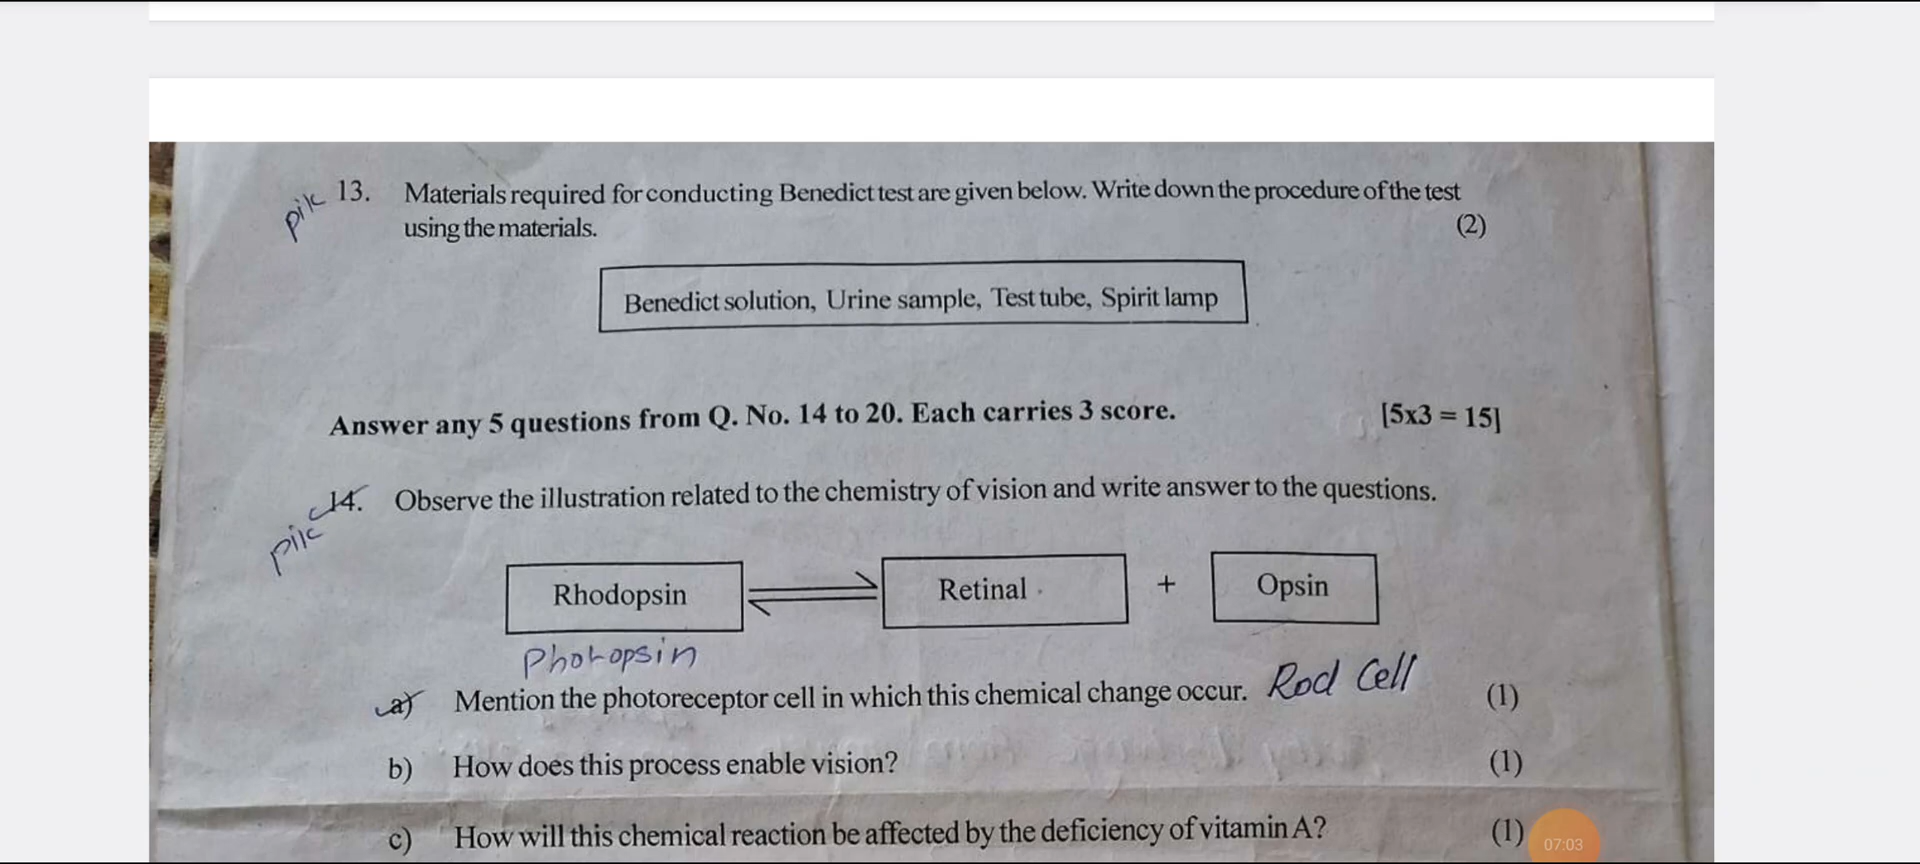 pilc 13. Materials required for conducting Benedict test are given below. Write down the procedure of the test
using the materials. (2)
Benedict solution, Urine sample, Test tube, Spirit lamp
Answer any 5 questions from Q. No. 14 to 20. Each carries 3 score. [5x3 = 15]
pilc 14. Observe the illustration related to the chemistry of vision and write answer to the questions.
Rhodopsin ⇌ Retinal + Opsin
Photopsin
a) Mention the photoreceptor cell in which this chemical change occur. Rod Cell (1)
b) How does this process enable vision? (1)
c) How will this chemical reaction be affected by the deficiency of vitamin A? (1)
07:03